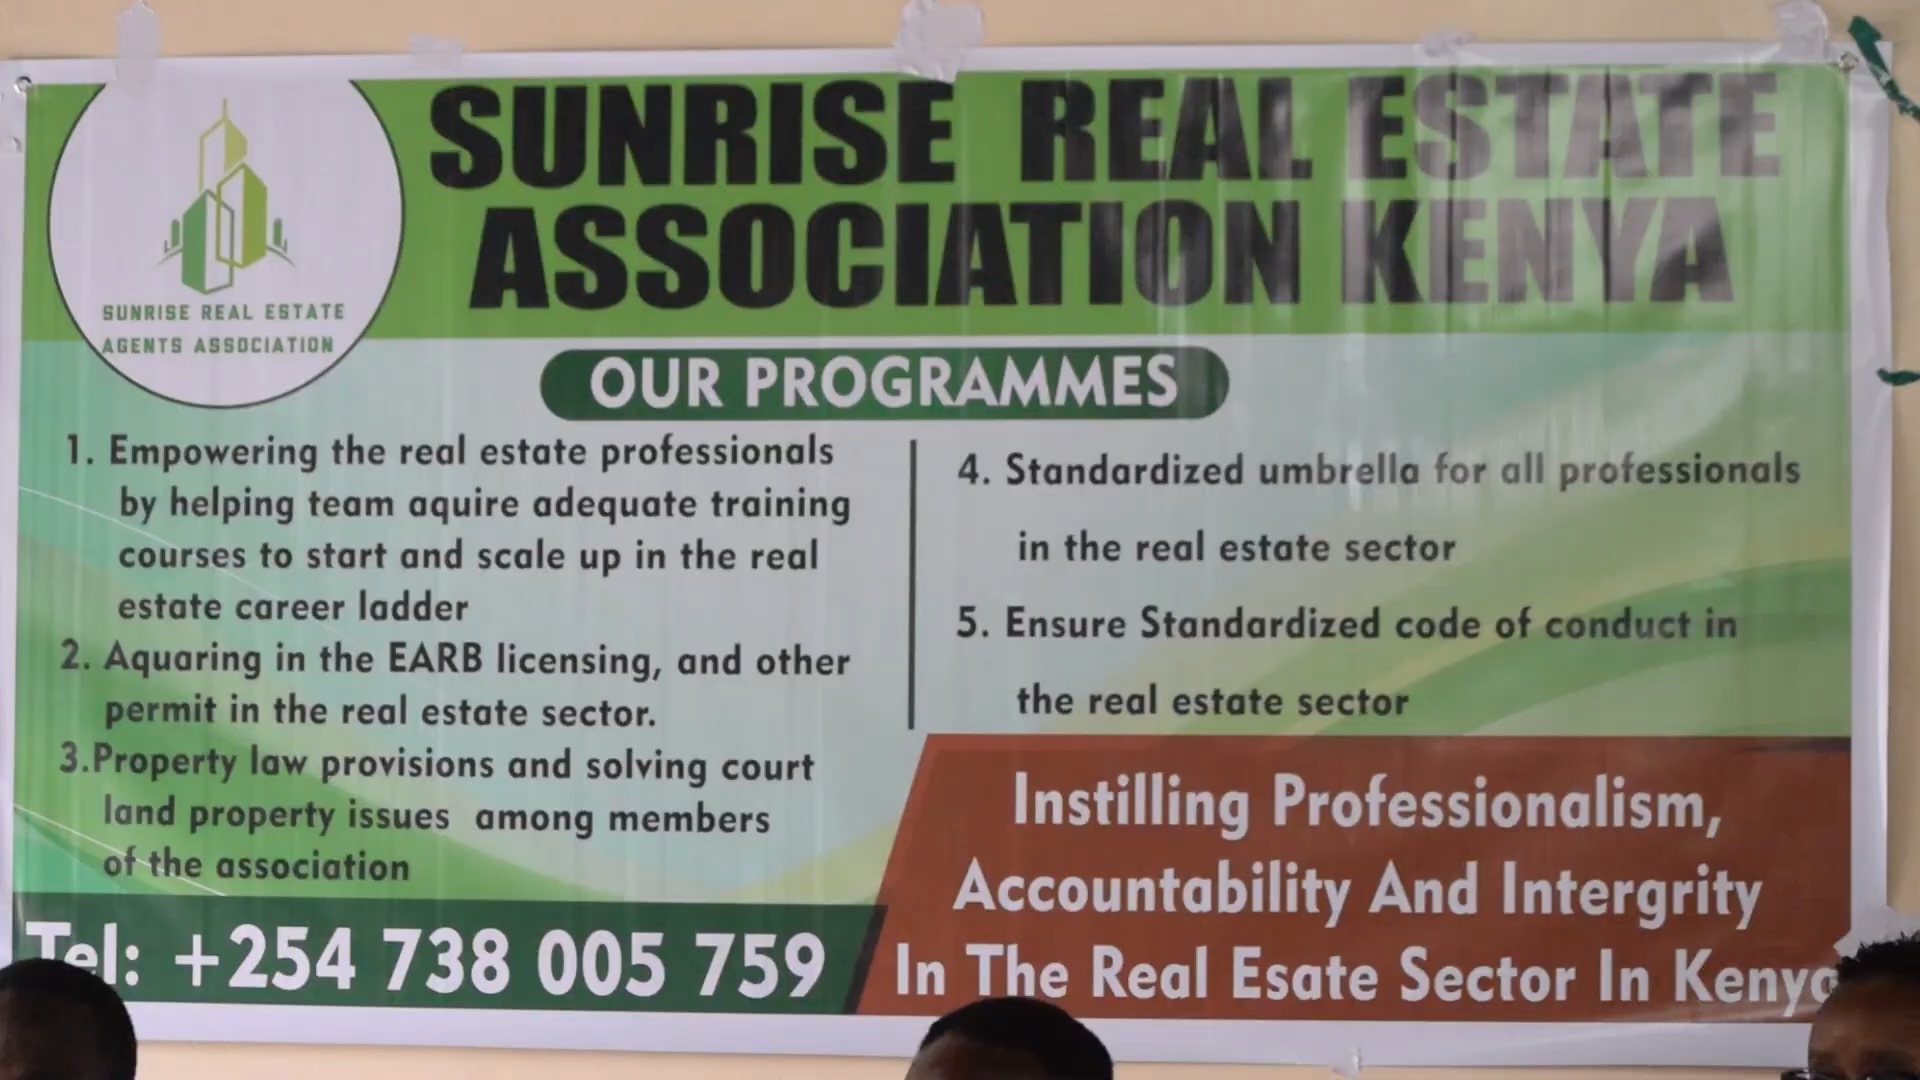 SUNRISE REAL ESTATE
ASSOCIATION KENYA
SUNRISE REAL ESTATE
AGENTS ASSOCIATION
OUR PROGRAMMES
1. Empowering the real estate professionals
by helping team aquire adequate training
courses to start and scale up in the real
estate career ladder
2. Aquaring in the EARB licensing, and other
permit in the real estate sector.
3.Property law provisions and solving court
land property issues among members
of the association
4. Standardized umbrella for all professionals
in the real estate sector
5. Ensure Standardized code of conduct in
the real estate sector
Tel: +254 738 005 759
Instilling Professionalism,
Accountability And Intergrity
In The Real Esate Sector In Kenya